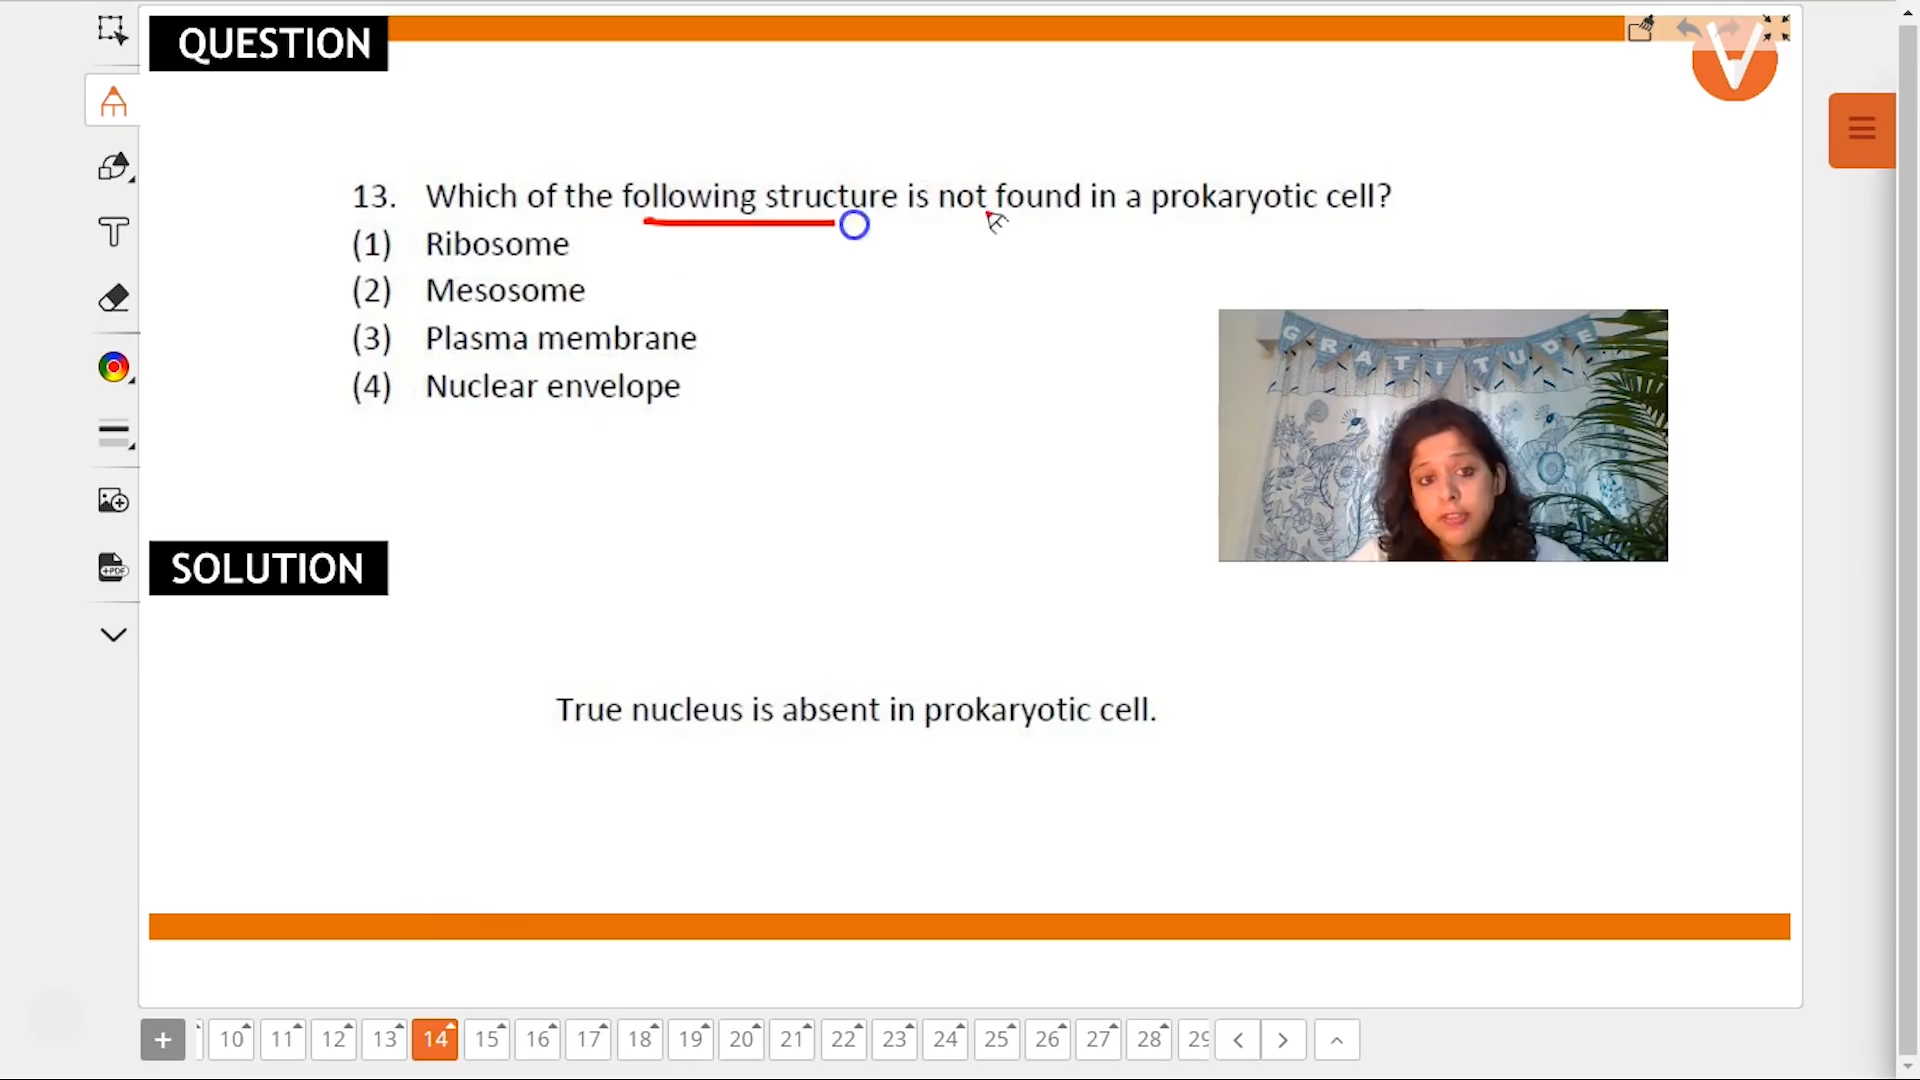 QUESTION
13. Which of the following structure is not found in a prokaryotic cell?
(1) Ribosome
(2) Mesosome
(3) Plasma membrane
(4) Nuclear envelope
GRATITUDE
SOLUTION
+PDF
True nucleus is absent in prokaryotic cell.
+ 10 11 12 13 14 15 16 17 18 19 20 21 22 23 24 25 26 27 28 29